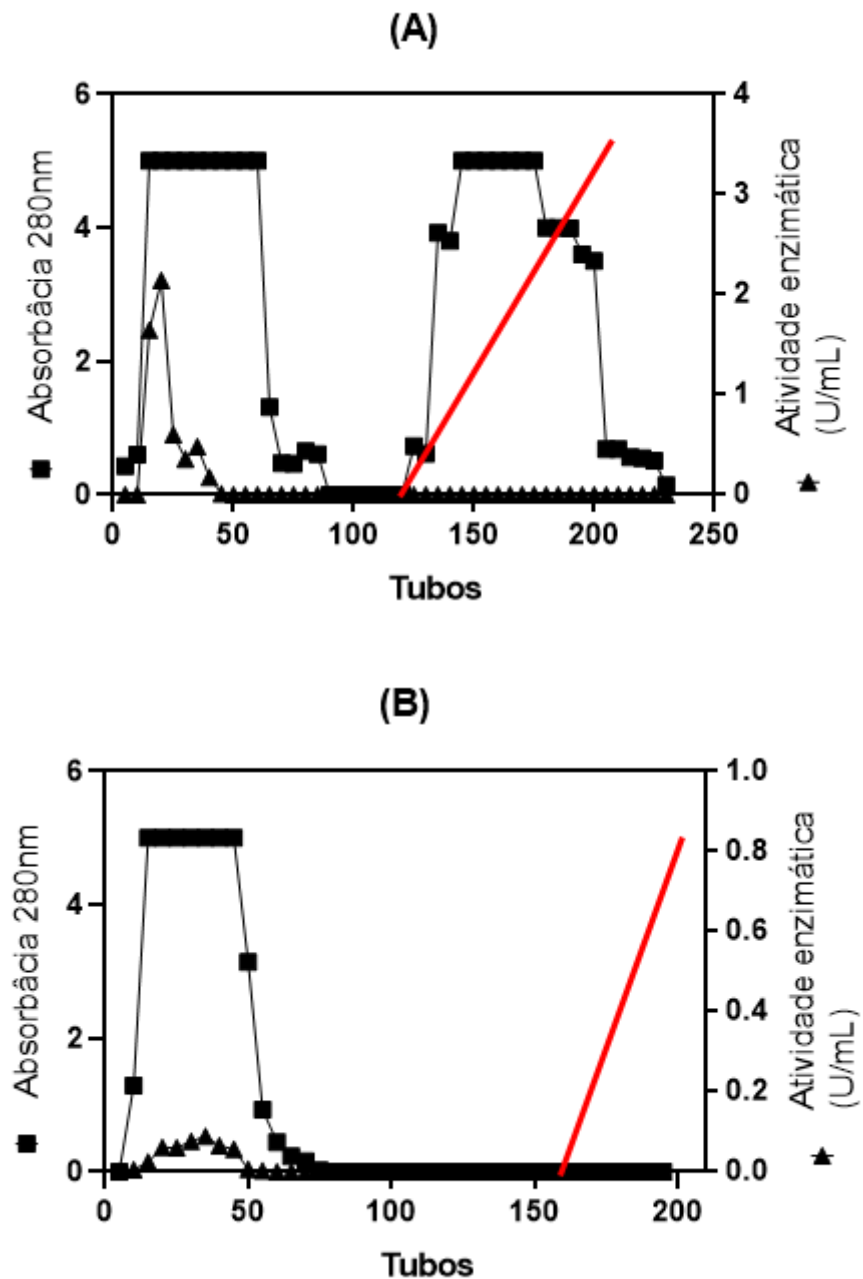 (A)
Absorbâcia 280nm
6
4
2
0
4
3
2
1
0
Atividade enzimática
(U/mL)
0 50 100 150 200 250
Tubos
(B)
Absorbâcia 280nm
6
4
2
0
1.0
0.8
0.6
0.4
0.2
0.0
Atividade enzimática
(U/mL)
0 50 100 150 200
Tubos